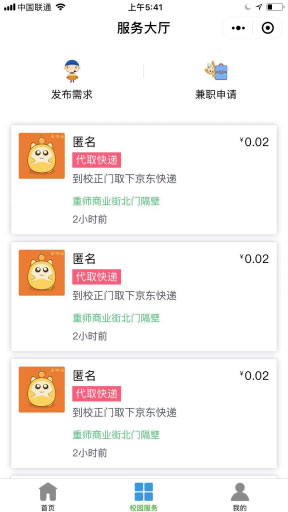 中国联通
上午5:41
服务大厅
发布需求
兼职申请
匿名
¥0.02
代取快递
到校正门取下京东快递
重师商业街北门隔壁
2小时前
匿名
¥0.02
代取快递
到校正门取下京东快递
重师商业街北门隔壁
2小时前
匿名
¥0.02
代取快递
到校正门取下京东快递
重师商业街北门隔壁
2小时前
首页
校园服务
我的